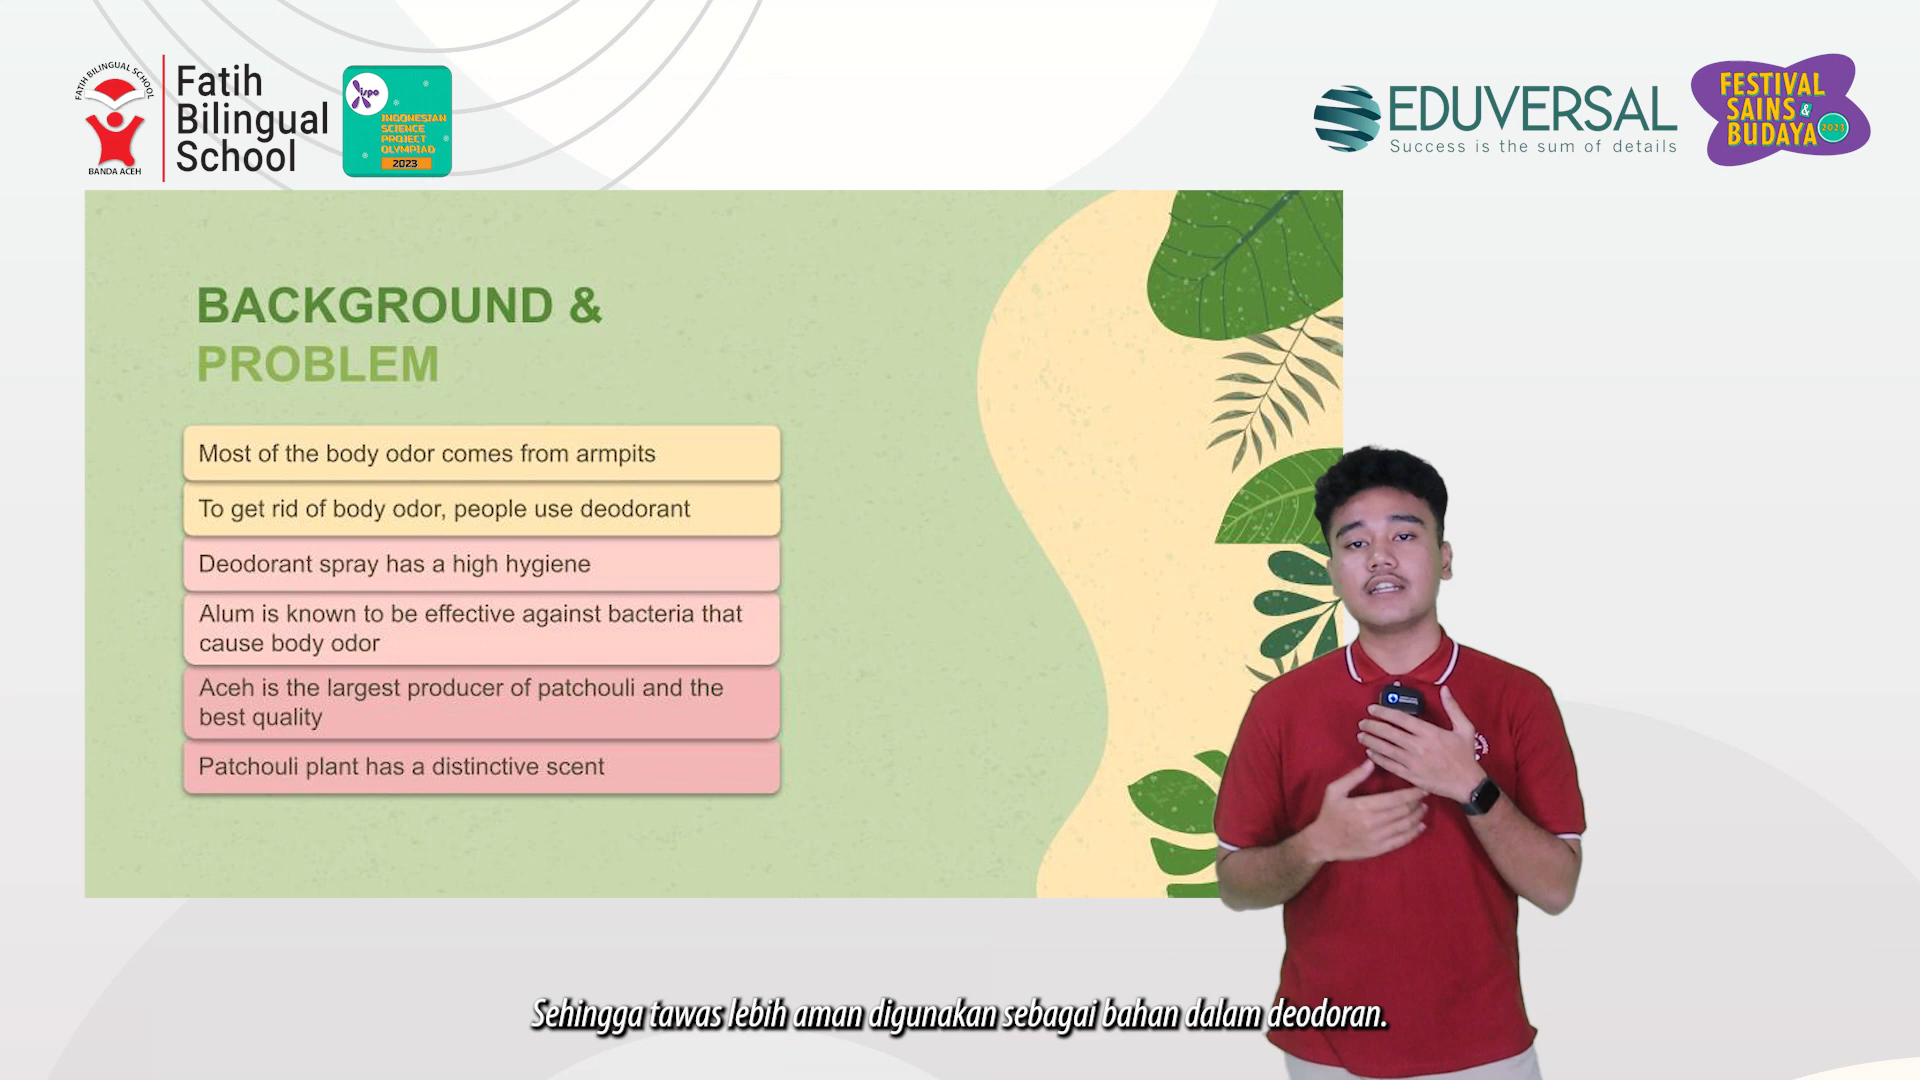 FATIH BILINGUAL SCHOOL
BANDA ACEH
Fatih
Bilingual
School
ispo
INDONESIAN
SCIENCE
PROJECT
OLYMPIAD
2023
EDUVERSAL
Success is the sum of details
FESTIVAL
SAINS &
BUDAYA 2023
BACKGROUND &
PROBLEM
Most of the body odor comes from armpits
To get rid of body odor, people use deodorant
Deodorant spray has a high hygiene
Alum is known to be effective against bacteria that
cause body odor
Aceh is the largest producer of patchouli and the
best quality
Patchouli plant has a distinctive scent
Sehingga tawas lebih aman digunakan sebagai bahan dalam deodoran.